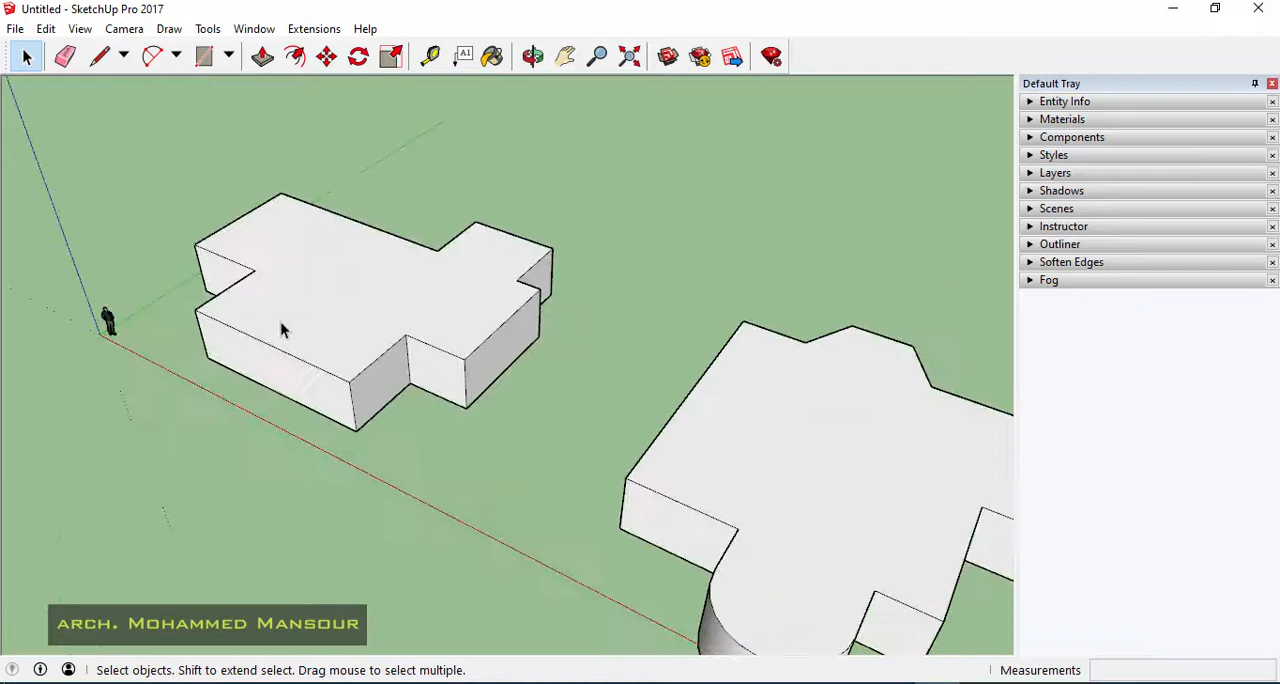 Untitled - SketchUp Pro 2017
File Edit View Camera Draw Tools Window Extensions Help
A1
Default Tray
Entity Info
Materials
Components
Styles
Layers
Shadows
Scenes
Instructor
Outliner
Soften Edges
Fog
ARCH. MOHAMMED MANSOUR
Select objects. Shift to extend select. Drag mouse to select multiple.
Measurements